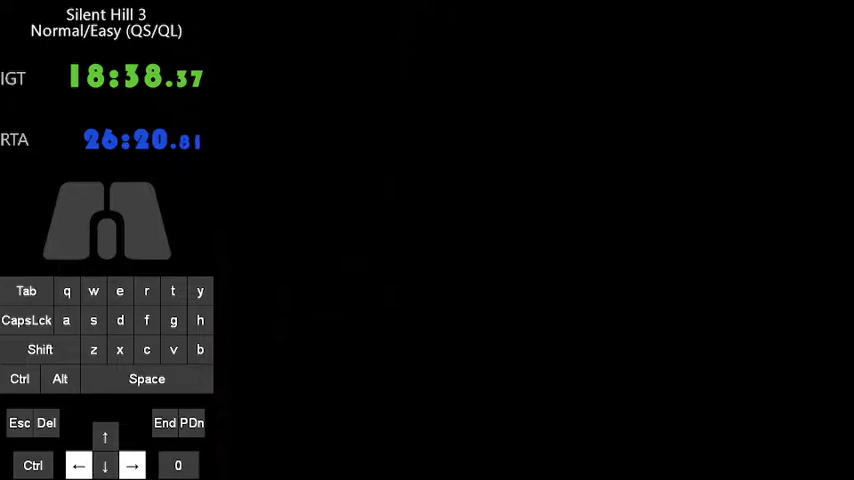 Silent Hill 3
Normal/Easy (QS/QL)
IGT 18:38.37
RTA 26:20.81
Tab q w e r t y
CapsLck a s d f g h
Shift z x c v b
Ctrl Alt Space
Esc Del End PDn
↑
Ctrl ← ↓ → 0